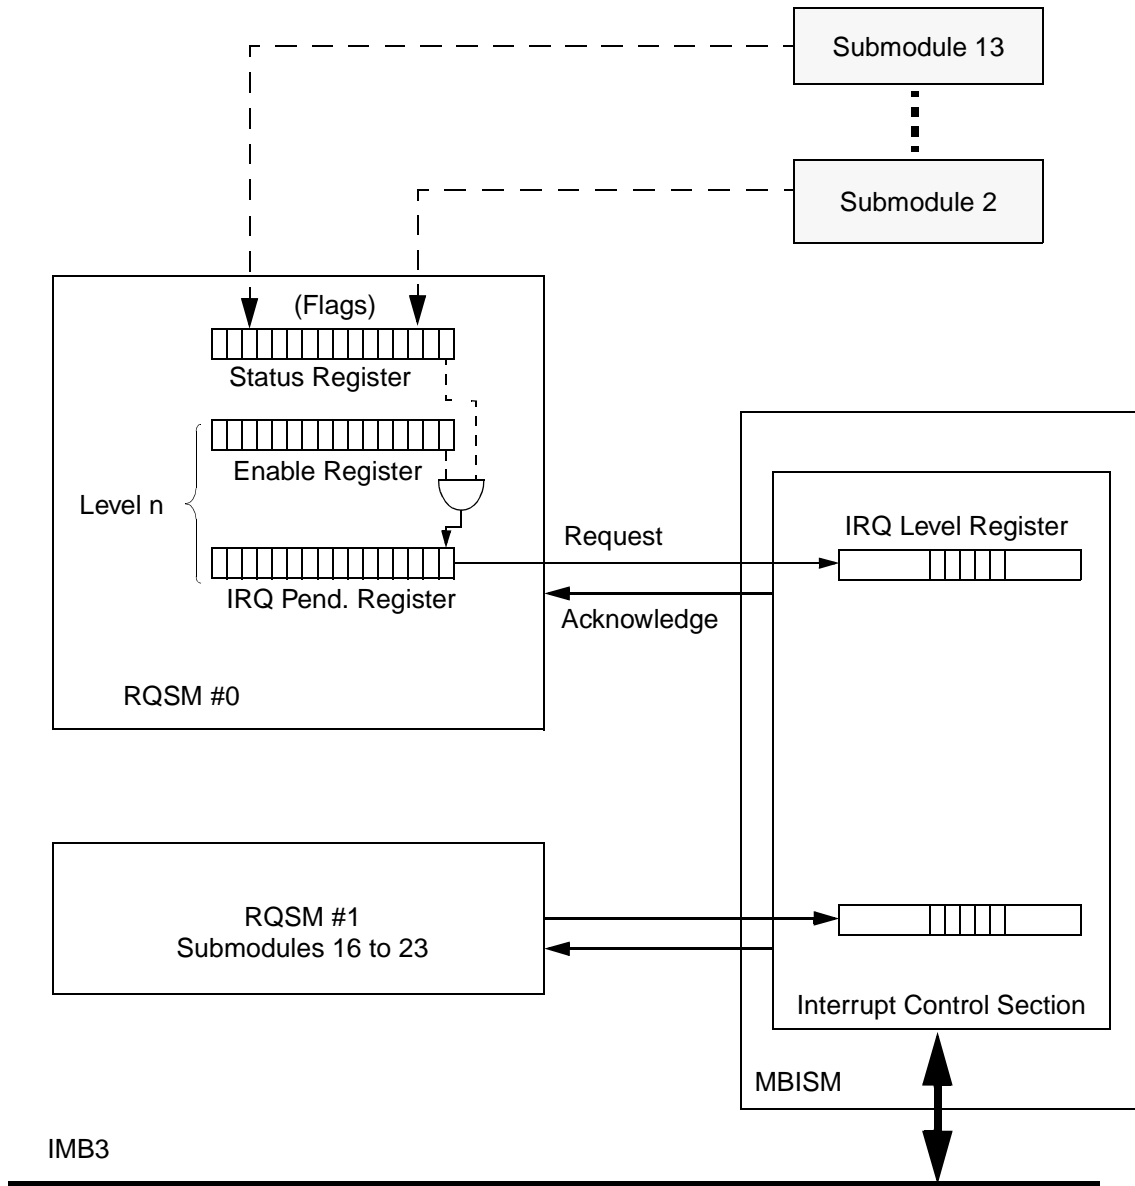 Submodule 13
Submodule 2
(Flags)
Status Register
Enable Register
Level n
IRQ Level Register
Request
IRQ Pend. Register
Acknowledge
RQSM #0
RQSM #1
Submodules 16 to 23
Interrupt Control Section
MBISM
IMB3